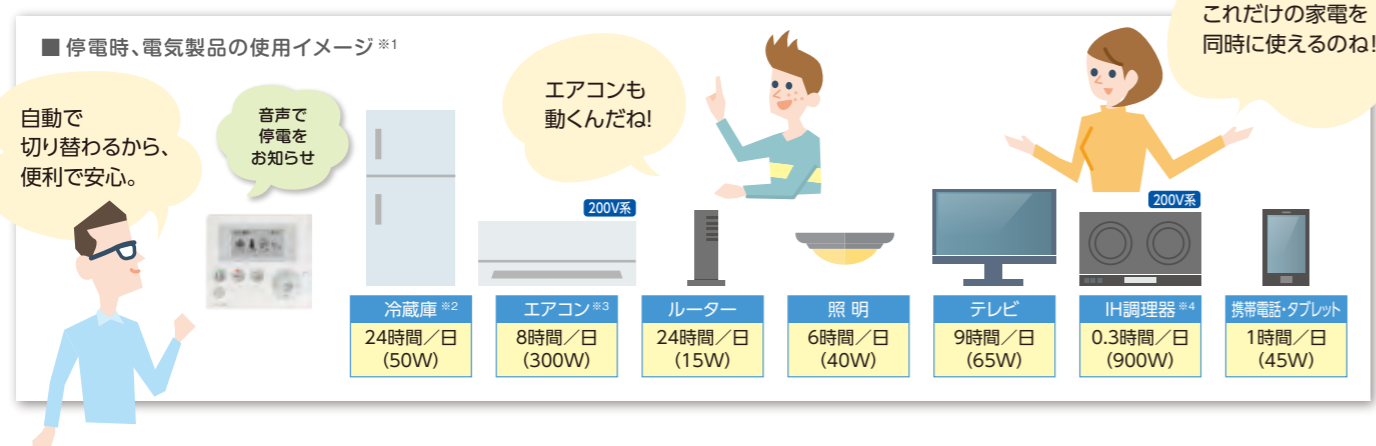 これだけの家電を
同時に使えるのね!
■停電時、電気製品の使用イメージ※1
自動で
切り替わるから、
便利で安心。
音声で
停電を
お知らせ
エアコンも
動くんだね!
200V系
200V系
冷蔵庫※2
24時間／日
(50W)
エアコン※3
8時間／日
(300W)
ルーター
24時間／日
(15W)
照明
6時間／日
(40W)
テレビ
9時間／日
(65W)
IH調理器※4
0.3時間／日
(900W)
携帯電話・タブレット
1時間／日
(45W)